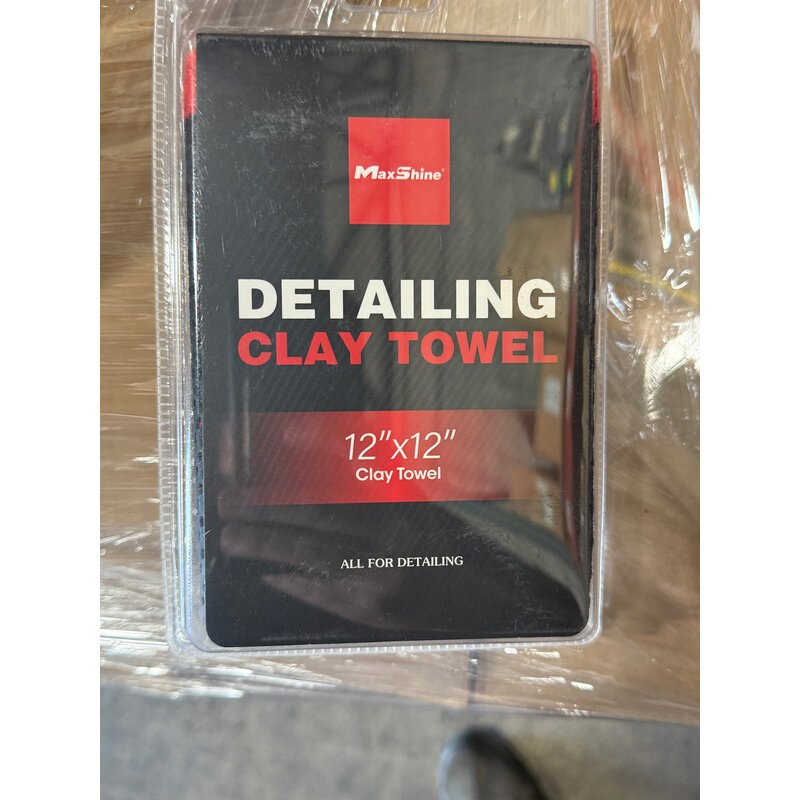 MaxShine
DETAILING
CLAY TOWEL
12"x12"
Clay Towel
ALL FOR DETAILING